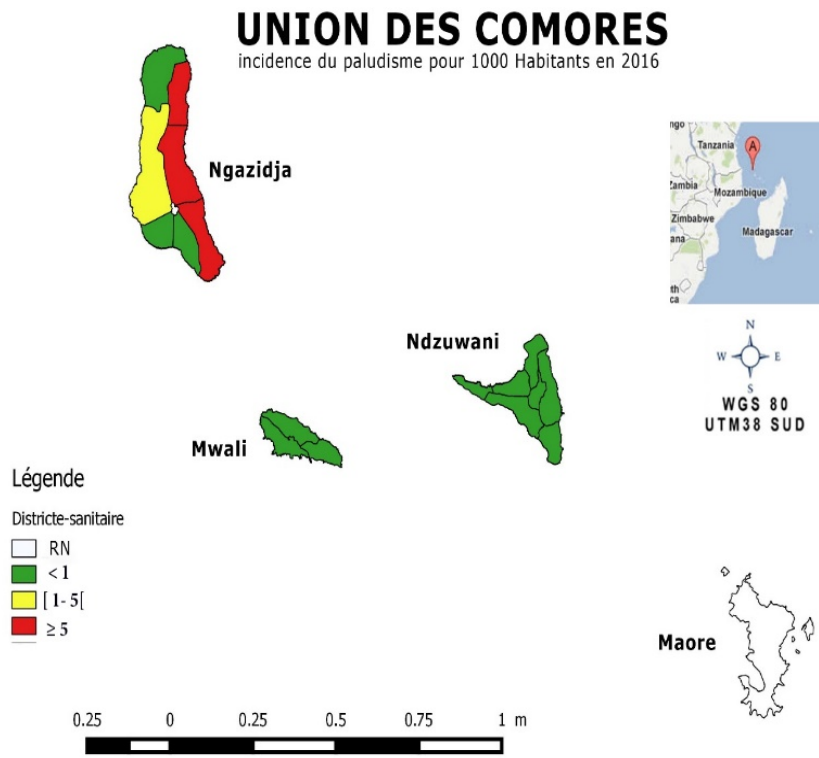 UNION DES COMORES
incidence du paludisme pour 1000 Habitants en 2016
Ngazidja
Tanzania
A
Zambia
Mozambique
Zimbabwe
Madagascar
Ndzuwani
N
W E
S
WGS 80
UTM38 SUD
Mwali
Légende
Districte-sanitaire
RN
< 1
[ 1- 5[
≥ 5
Maore
0.25 0 0.25 0.5 0.75 1 m